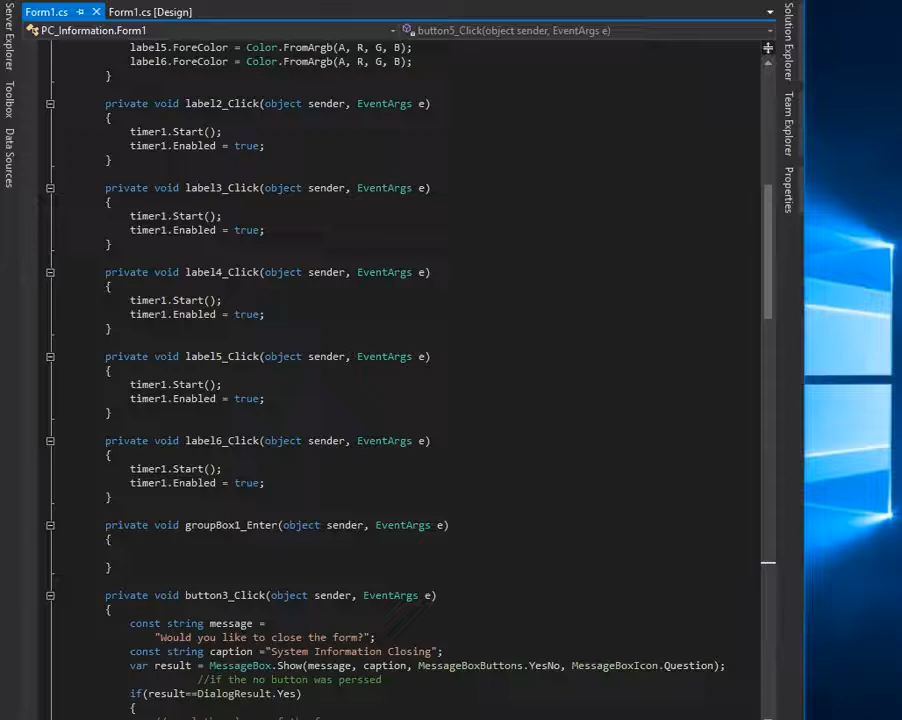 Form1.cs
Form1.cs [Design]
PC_Information.Form1
button5_Click(object sender, EventArgs e)
Server Explorer
Toolbox
Data Sources
Solution Explorer
Team Explorer
Properties
label5.ForeColor = Color.FromArgb(A, R, G, B);
label6.ForeColor = Color.FromArgb(A, R, G, B);
}
private void label2_Click(object sender, EventArgs e)
{
timer1.Start();
timer1.Enabled = true;
}
private void label3_Click(object sender, EventArgs e)
{
timer1.Start();
timer1.Enabled = true;
}
private void label4_Click(object sender, EventArgs e)
{
timer1.Start();
timer1.Enabled = true;
}
private void label5_Click(object sender, EventArgs e)
{
timer1.Start();
timer1.Enabled = true;
}
private void label6_Click(object sender, EventArgs e)
{
timer1.Start();
timer1.Enabled = true;
}
private void groupBox1_Enter(object sender, EventArgs e)
{
}
private void button3_Click(object sender, EventArgs e)
{
const string message =
"Would you like to close the form?";
const string caption ="System Information Closing";
var result = MessageBox.Show(message, caption, MessageBoxButtons.YesNo, MessageBoxIcon.Question);
//if the no button was perssed
if(result==DialogResult.Yes)
{